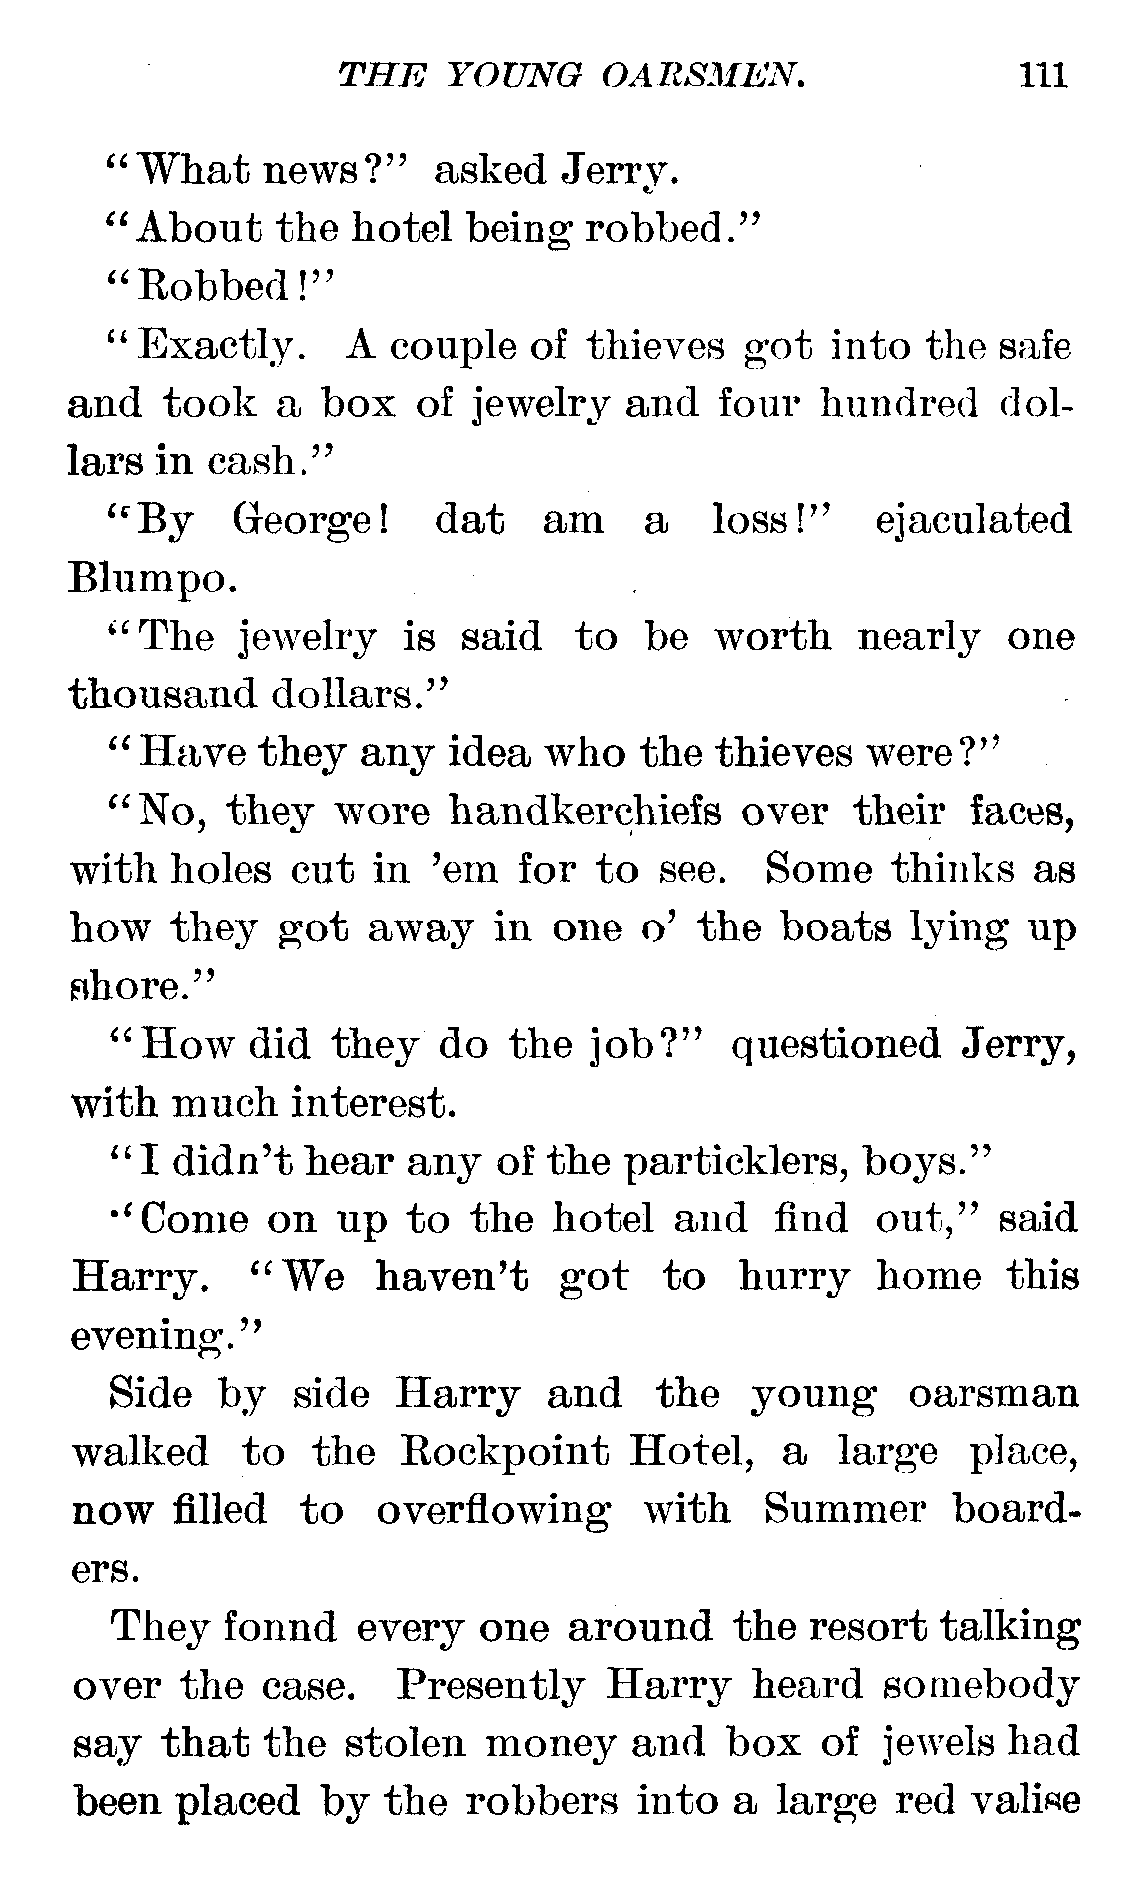 THE YOUNG OARSMEN. 111
"What news?" asked Jerry.
"About the hotel being robbed."
"Robbed!"
"Exactly. A couple of thieves got into the safe
and took a box of jewelry and four hundred dol-
lars in cash."
"By George! dat am a loss!" ejaculated
Blumpo.
"The jewelry is said to be worth nearly one
thousand dollars."
"Have they any idea who the thieves were?"
"No, they wore handkerchiefs over their faces,
with holes cut in 'em for to see. Some thinks as
how they got away in one o' the boats lying up
shore."
"How did they do the job?" questioned Jerry,
with much interest.
"I didn't hear any of the particklers, boys."
"Come on up to the hotel and find out," said
Harry. "We haven't got to hurry home this
evening."
Side by side Harry and the young oarsman
walked to the Rockpoint Hotel, a large place,
now filled to overflowing with Summer board-
ers.
They fonnd every one around the resort talking
over the case. Presently Harry heard somebody
say that the stolen money and box of jewels had
been placed by the robbers into a large red valise